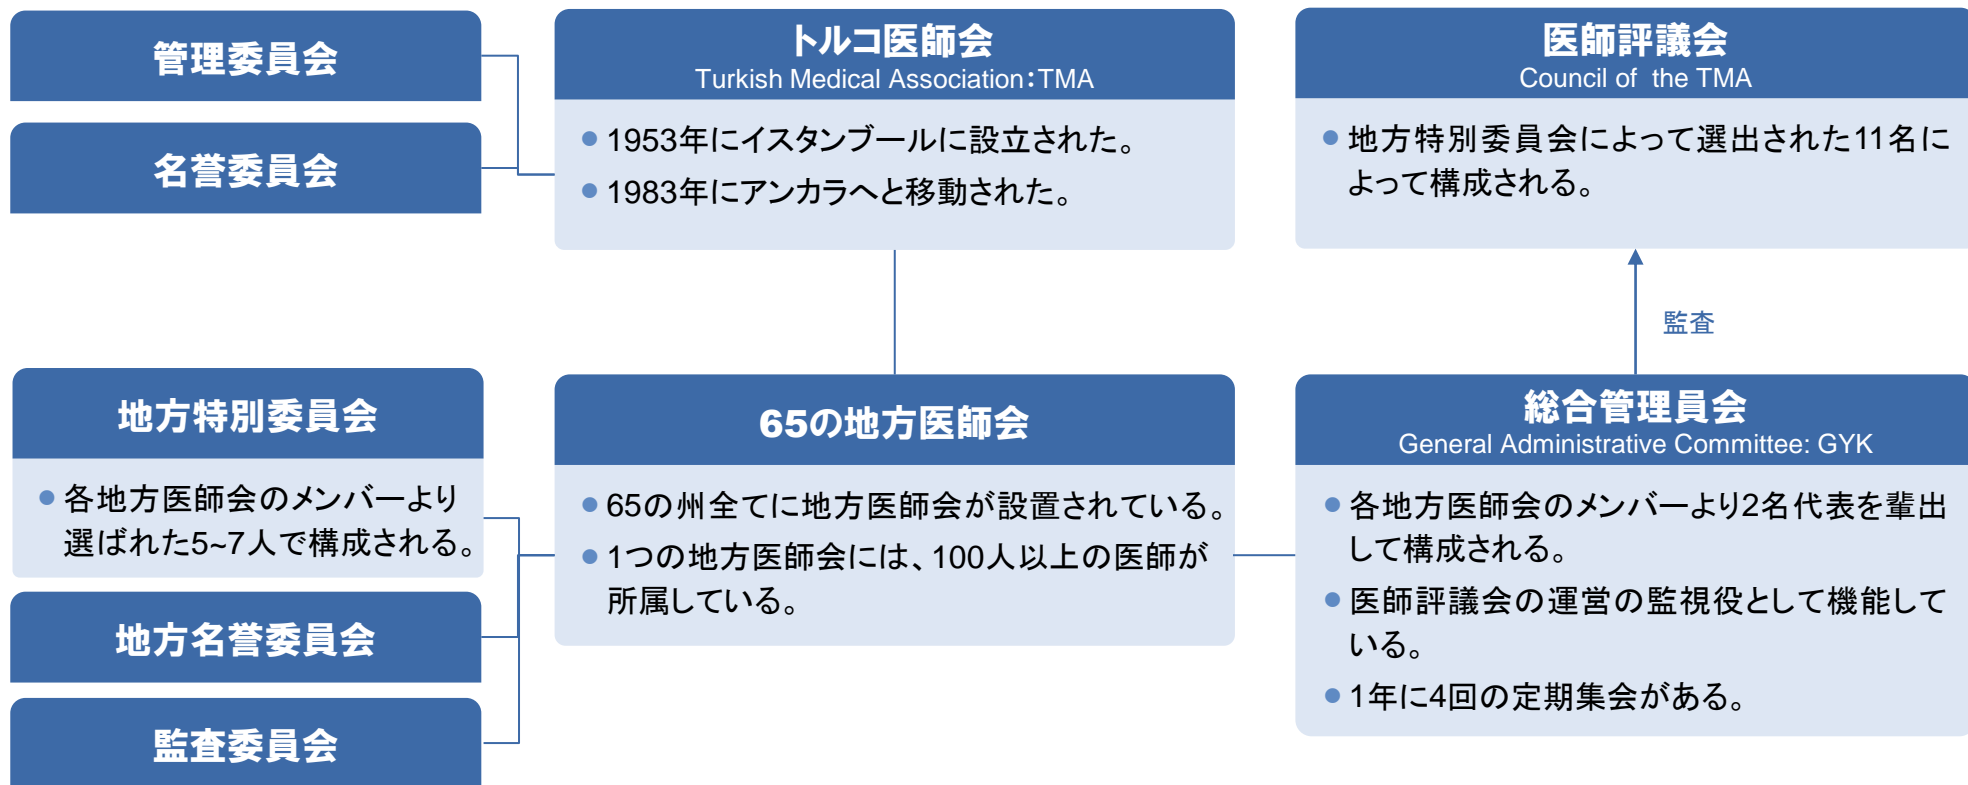 管理委員会
名誉委員会
トルコ医師会
Turkish Medical Association：TMA
1953年にイスタンブールに設立された。
1983年にアンカラへと移動された。
医師評議会
Council of the TMA
地方特別委員会によって選出された11名に
よって構成される。
監査
地方特別委員会
各地方医師会のメンバーより
選ばれた5~7人で構成される。
地方名誉委員会
監査委員会
65の地方医師会
65の州全てに地方医師会が設置されている。
1つの地方医師会には、100人以上の医師が
所属している。
総合管理員会
General Administrative Committee: GYK
各地方医師会のメンバーより2名代表を輩出
して構成される。
医師評議会の運営の監視役として機能して
いる。
1年に4回の定期集会がある。